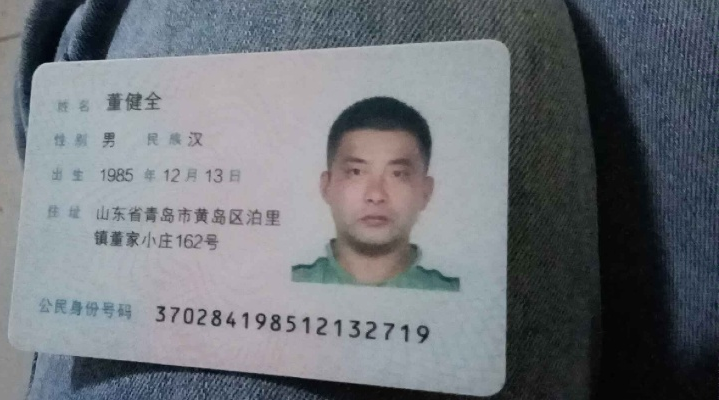 姓名 董健全
性别 男 民族 汉
出生 1985 年 12 月 13 日
住址 山东省青岛市黄岛区泊里
镇董家小庄162号
公民身份号码 370284198512132719